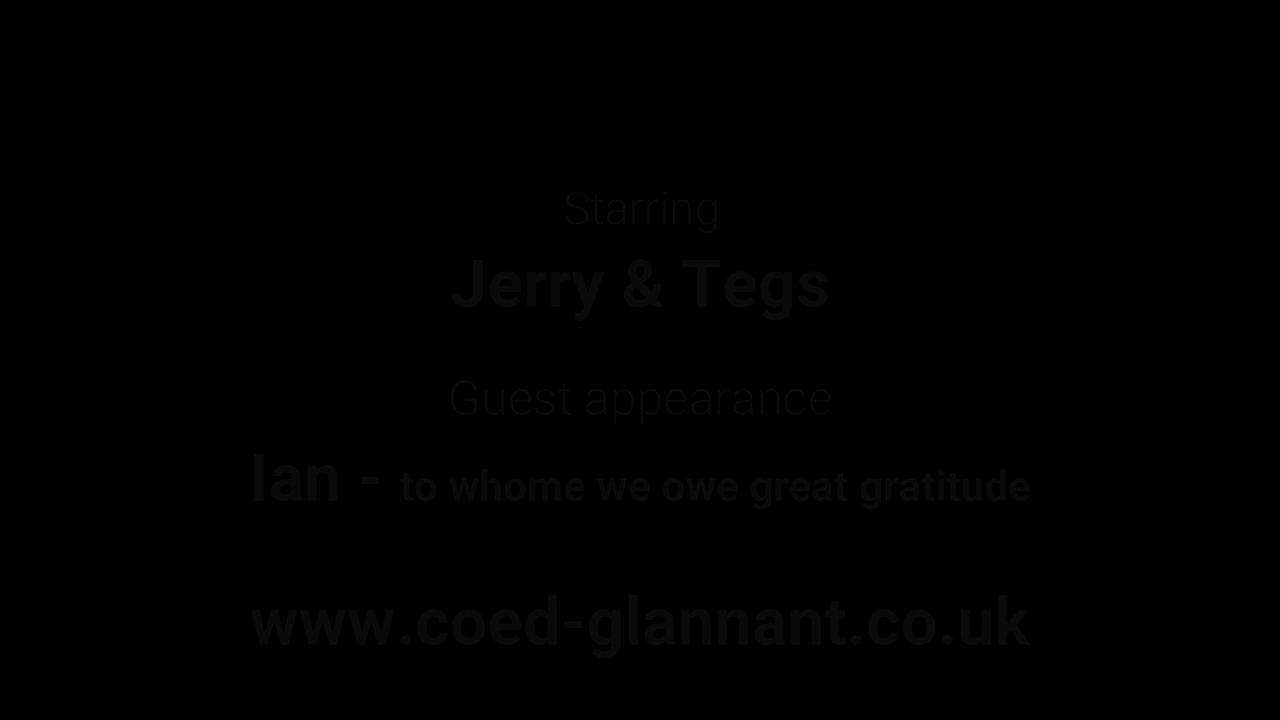 Starring
Jerry & Tegs
Guest appearance
Ian - to whome we owe great gratitude
www.coed-glannant.co.uk